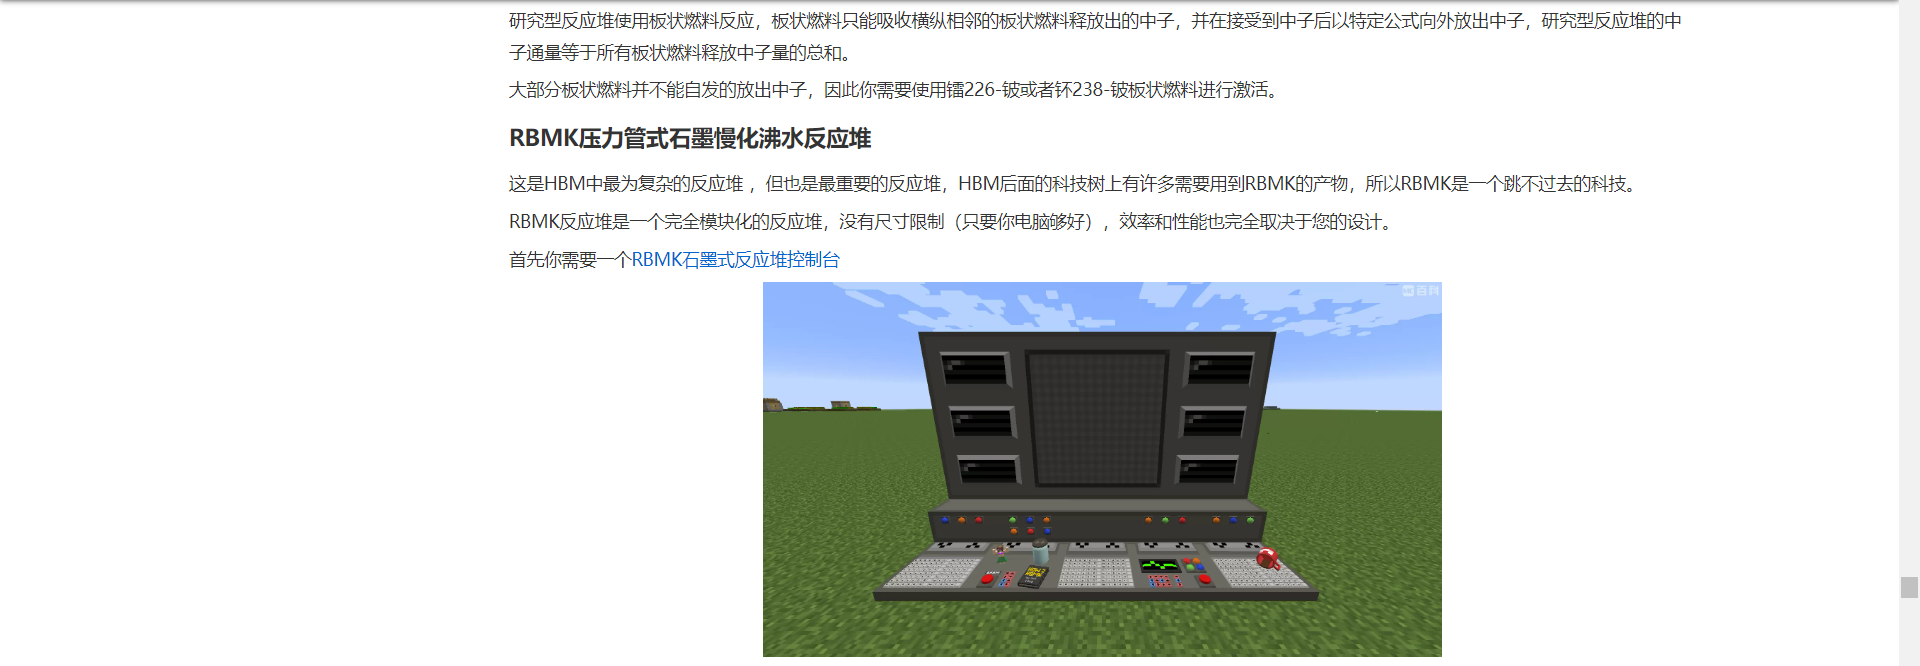 研究型反应堆使用板状燃料反应，板状燃料只能吸收横纵相邻的板状燃料释放出的中子，并在接受到中子后以特定公式向外放出中子，研究型反应堆的中
子通量等于所有板状燃料释放中子量的总和。
大部分板状燃料并不能自发的放出中子，因此你需要使用镭226-铍或者钚238-铍板状燃料进行激活。
RBMK压力管式石墨慢化沸水反应堆
这是HBM中最为复杂的反应堆 ，但也是最重要的反应堆，HBM后面的科技树上有许多需要用到RBMK的产物，所以RBMK是一个跳不过去的科技。
RBMK反应堆是一个完全模块化的反应堆，没有尺寸限制（只要你电脑够好），效率和性能也完全取决于您的设计。
首先你需要一个RBMK石墨式反应堆控制台
百科